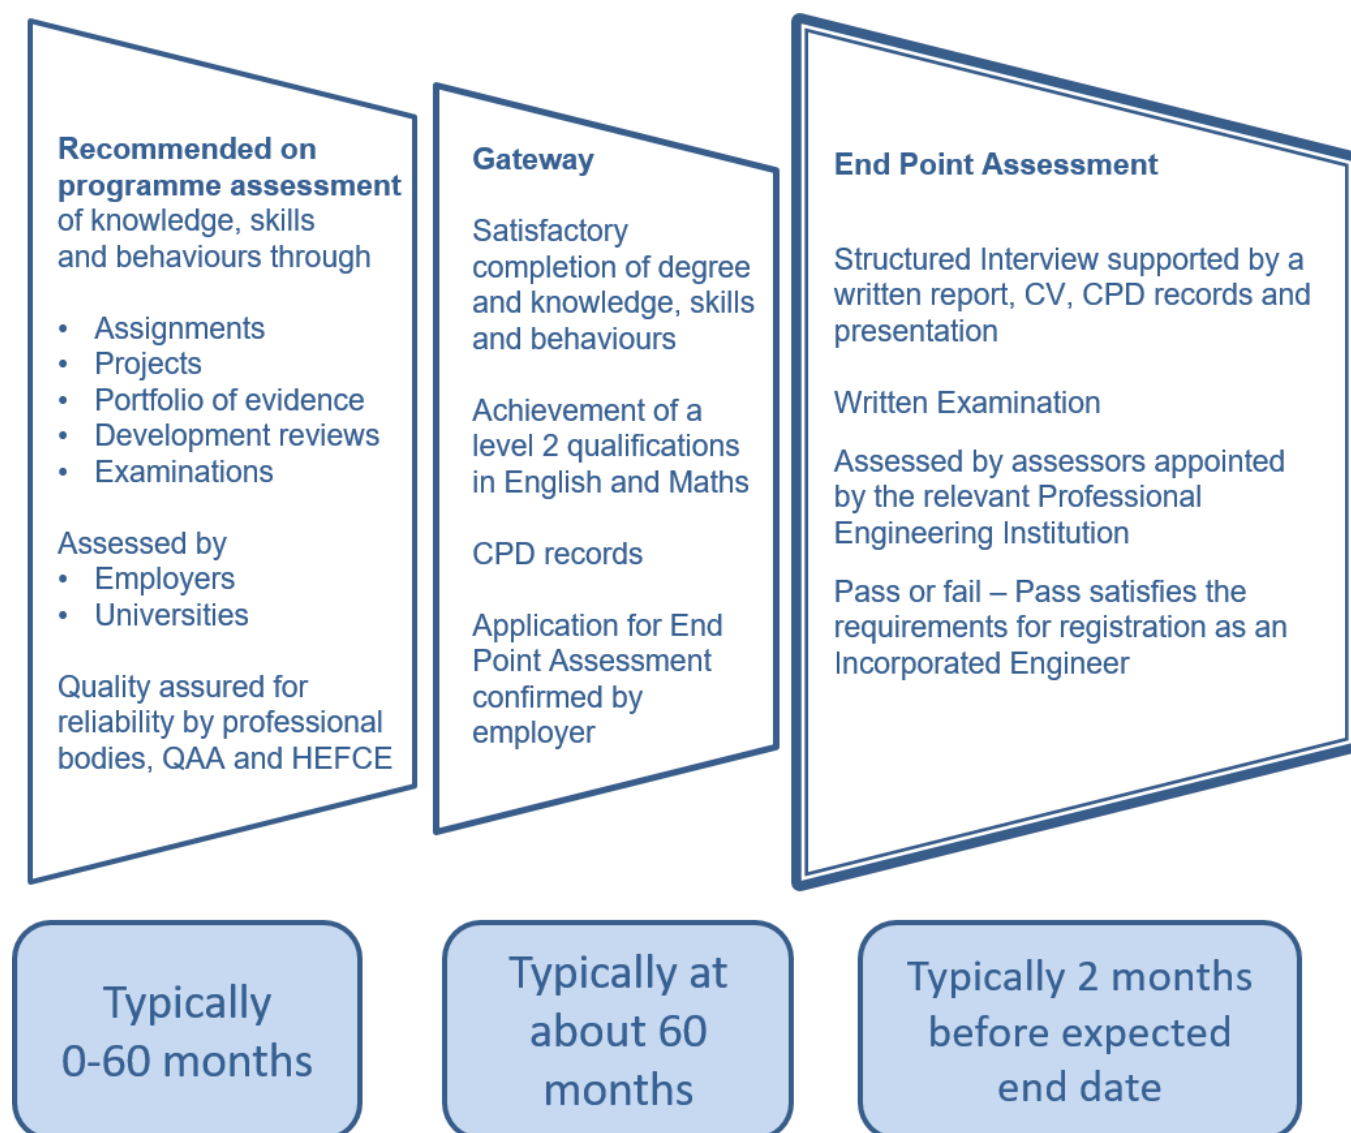 Recommended on
programme assessment
of knowledge, skills
and behaviours through
• Assignments
• Projects
• Portfolio of evidence
• Development reviews
• Examinations
Assessed by
• Employers
• Universities
Quality assured for
reliability by professional
bodies, QAA and HEFCE
Gateway
Satisfactory
completion of degree
and knowledge, skills
and behaviours
Achievement of a
level 2 qualifications
in English and Maths
CPD records
Application for End
Point Assessment
confirmed by
employer
End Point Assessment
Structured Interview supported by a
written report, CV, CPD records and
presentation
Written Examination
Assessed by assessors appointed
by the relevant Professional
Engineering Institution
Pass or fail – Pass satisfies the
requirements for registration as an
Incorporated Engineer
Typically
0-60 months
Typically at
about 60
months
Typically 2 months
before expected
end date